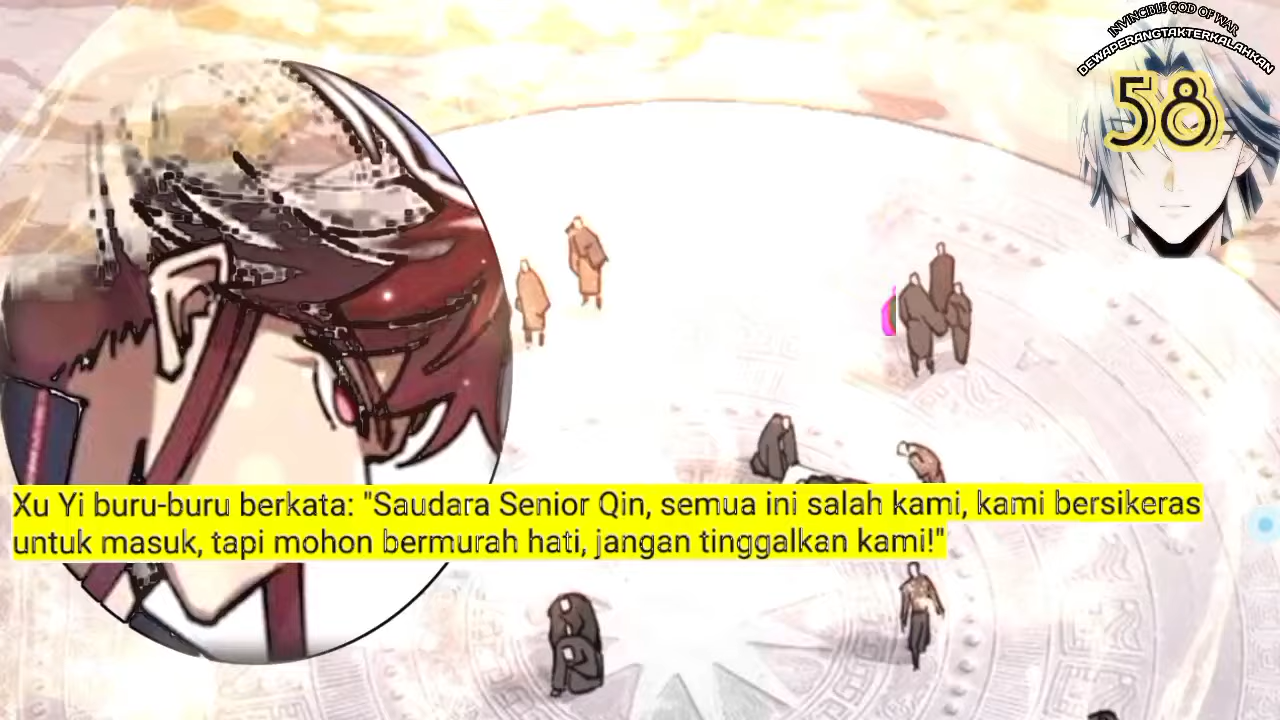 INVINCIBLE GOD OF WAR
DEWAPERANGTAKTERKALAHKAN
58
Xu Yi buru-buru berkata: "Saudara Senior Qin, semua ini salah kami, kami bersikeras
untuk masuk, tapi mohon bermurah hati, jangan tinggalkan kami!"